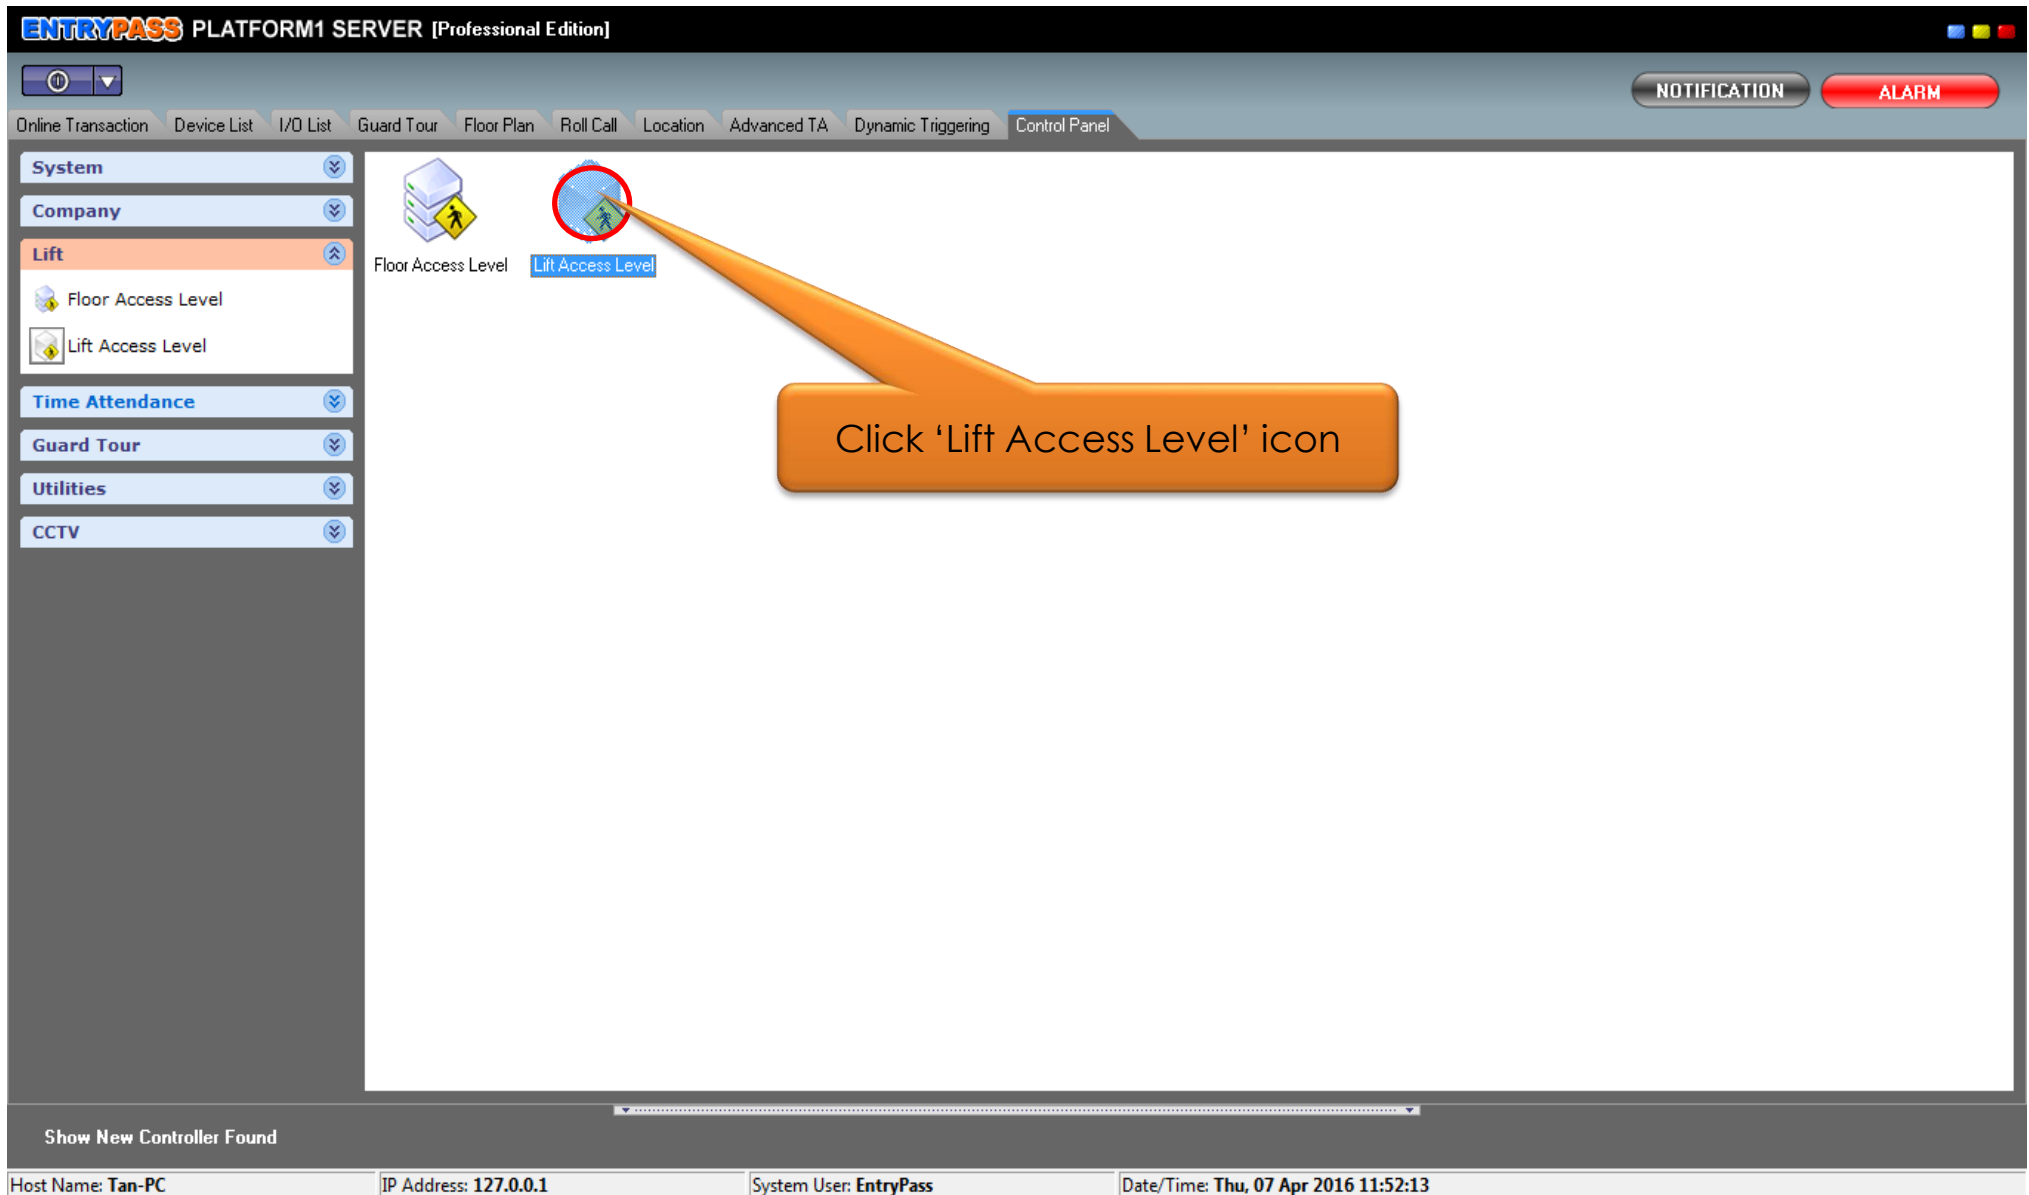 ENTRYPASS PLATFORM1 SERVER [Professional Edition]
NOTIFICATION ALARM
Online Transaction Device List I/O List Guard Tour Floor Plan Roll Call Location Advanced TA Dynamic Triggering Control Panel
System
Company
Lift
Floor Access Level
Lift Access Level
Time Attendance
Guard Tour
Utilities
CCTV
Floor Access Level Lift Access Level
Click ‘Lift Access Level’ icon
Show New Controller Found
Host Name: Tan-PC IP Address: 127.0.0.1 System User: EntryPass Date/Time: Thu, 07 Apr 2016 11:52:13